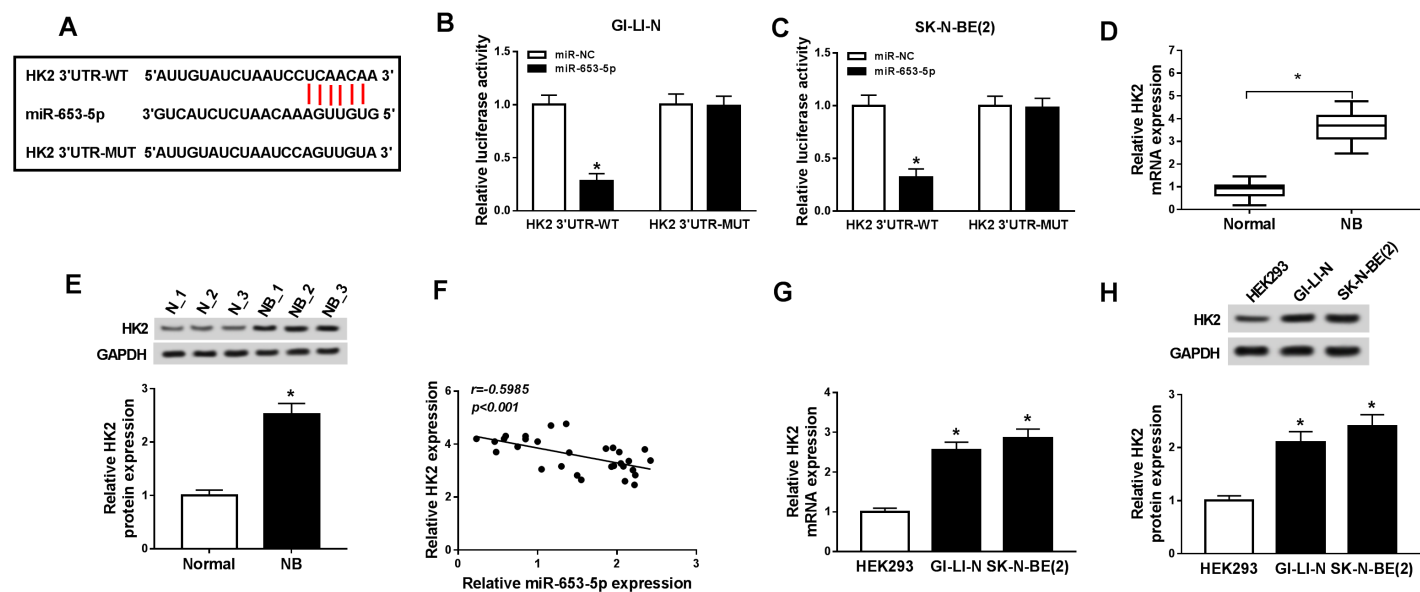 A
HK2 3'UTR-WT 5'AUUGUAUCUAAUCCUCAACAA 3'
miR-653-5p 3'GUCAUCUCUAACAAAGUUGUG 5'
HK2 3'UTR-MUT 5'AUUGUAUCUAAUCCAGUUGUA 3'
B
GI-LI-N
miR-NC
miR-653-5p
Relative luciferase activity
1.5
1.0
0.5
0.0
*
HK2 3'UTR-WT HK2 3'UTR-MUT
C
SK-N-BE(2)
miR-NC
miR-653-5p
Relative luciferase activity
1.5
1.0
0.5
0.0
*
HK2 3'UTR-WT HK2 3'UTR-MUT
D
Relative HK2
mRNA expression
7
6
5
4
3
2
1
0
*
Normal NB
E
N_1 N_2 N_3 NB_1 NB_2 NB_3
HK2
GAPDH
Relative HK2
protein expression
3
2
1
0
*
Normal NB
F
r=-0.5985
p<0.001
Relative HK2 expression
6
4
2
0
0 1 2 3
Relative miR-653-5p expression
G
Relative HK2
mRNA expression
4
3
2
1
0
* *
HEK293 GI-LI-N SK-N-BE(2)
H
HEK293 GI-LI-N SK-N-BE(2)
HK2
GAPDH
Relative HK2
protein expression
3
2
1
0
* *
HEK293 GI-LI-N SK-N-BE(2)